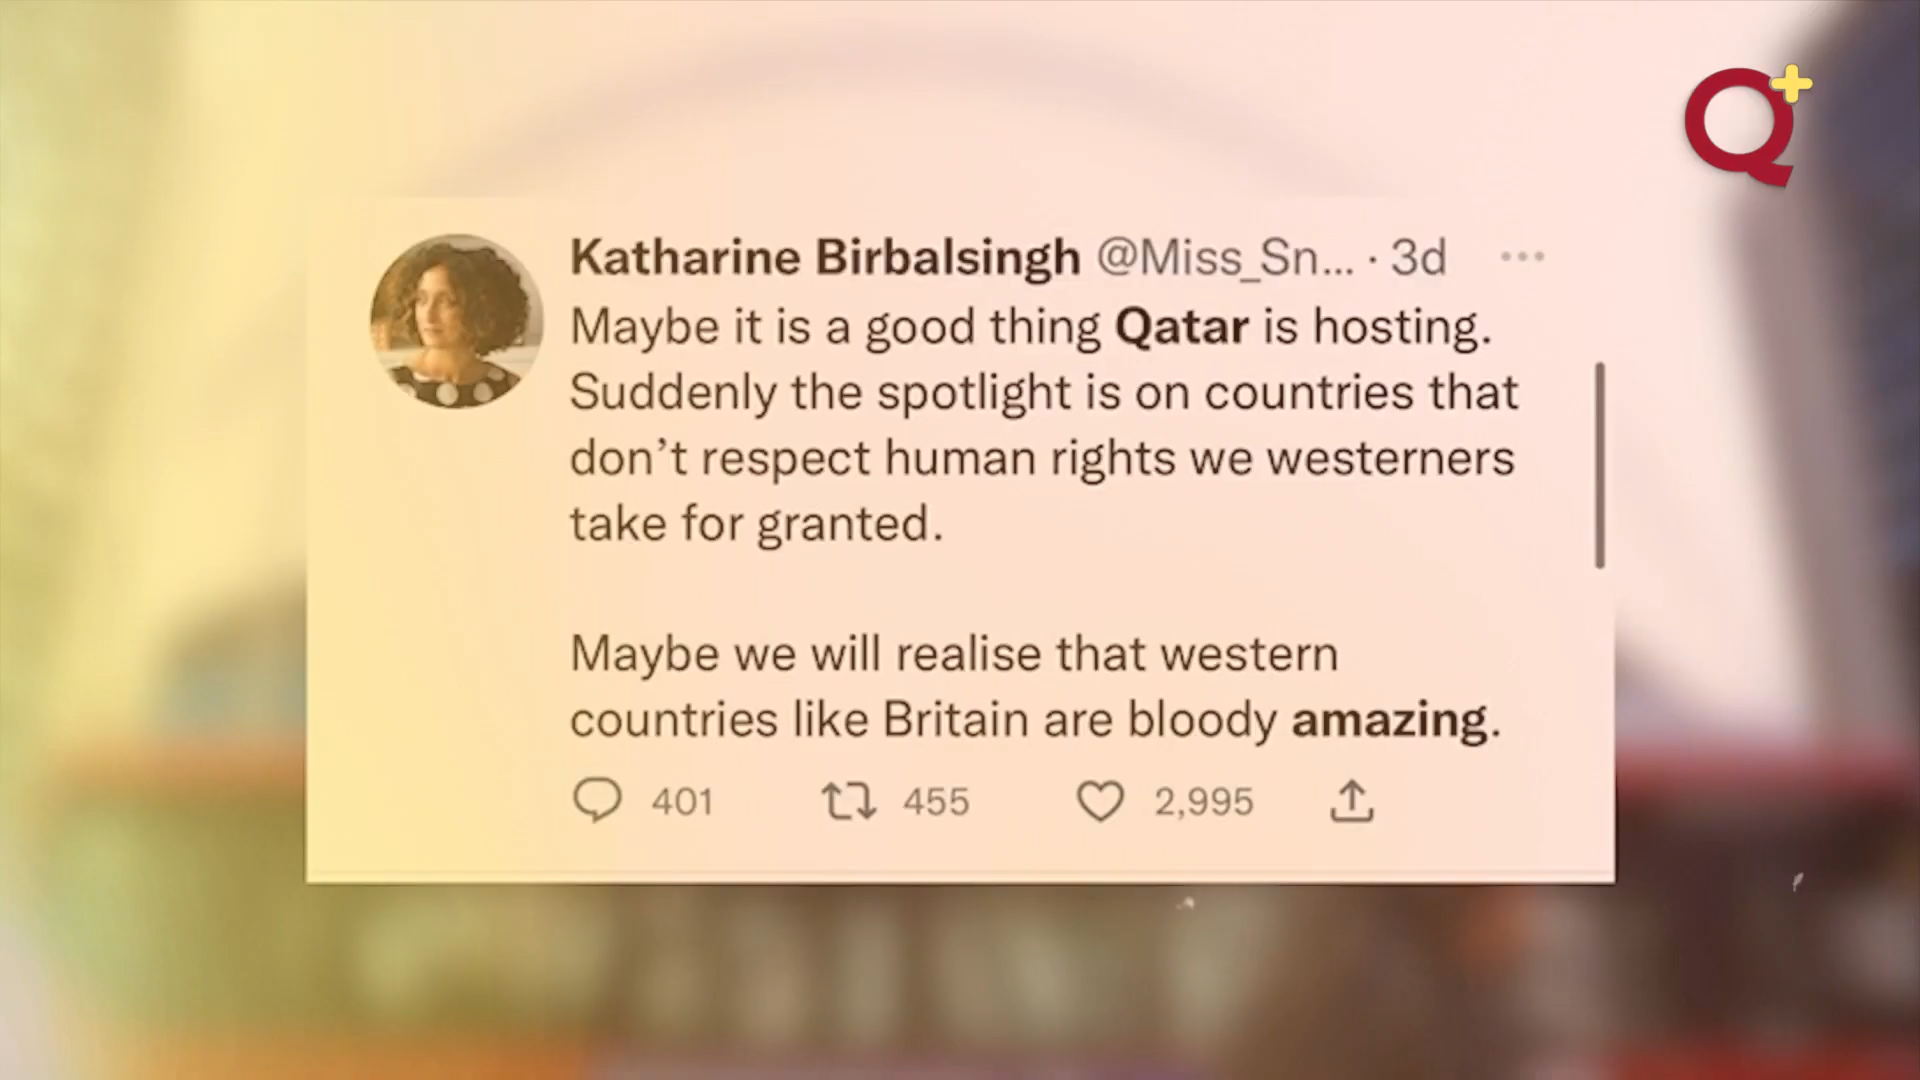 Q+
Katharine Birbalsingh @Miss_Sn... · 3d
Maybe it is a good thing Qatar is hosting.
Suddenly the spotlight is on countries that
don’t respect human rights we westerners
take for granted.
Maybe we will realise that western
countries like Britain are bloody amazing.
401 455 2,995